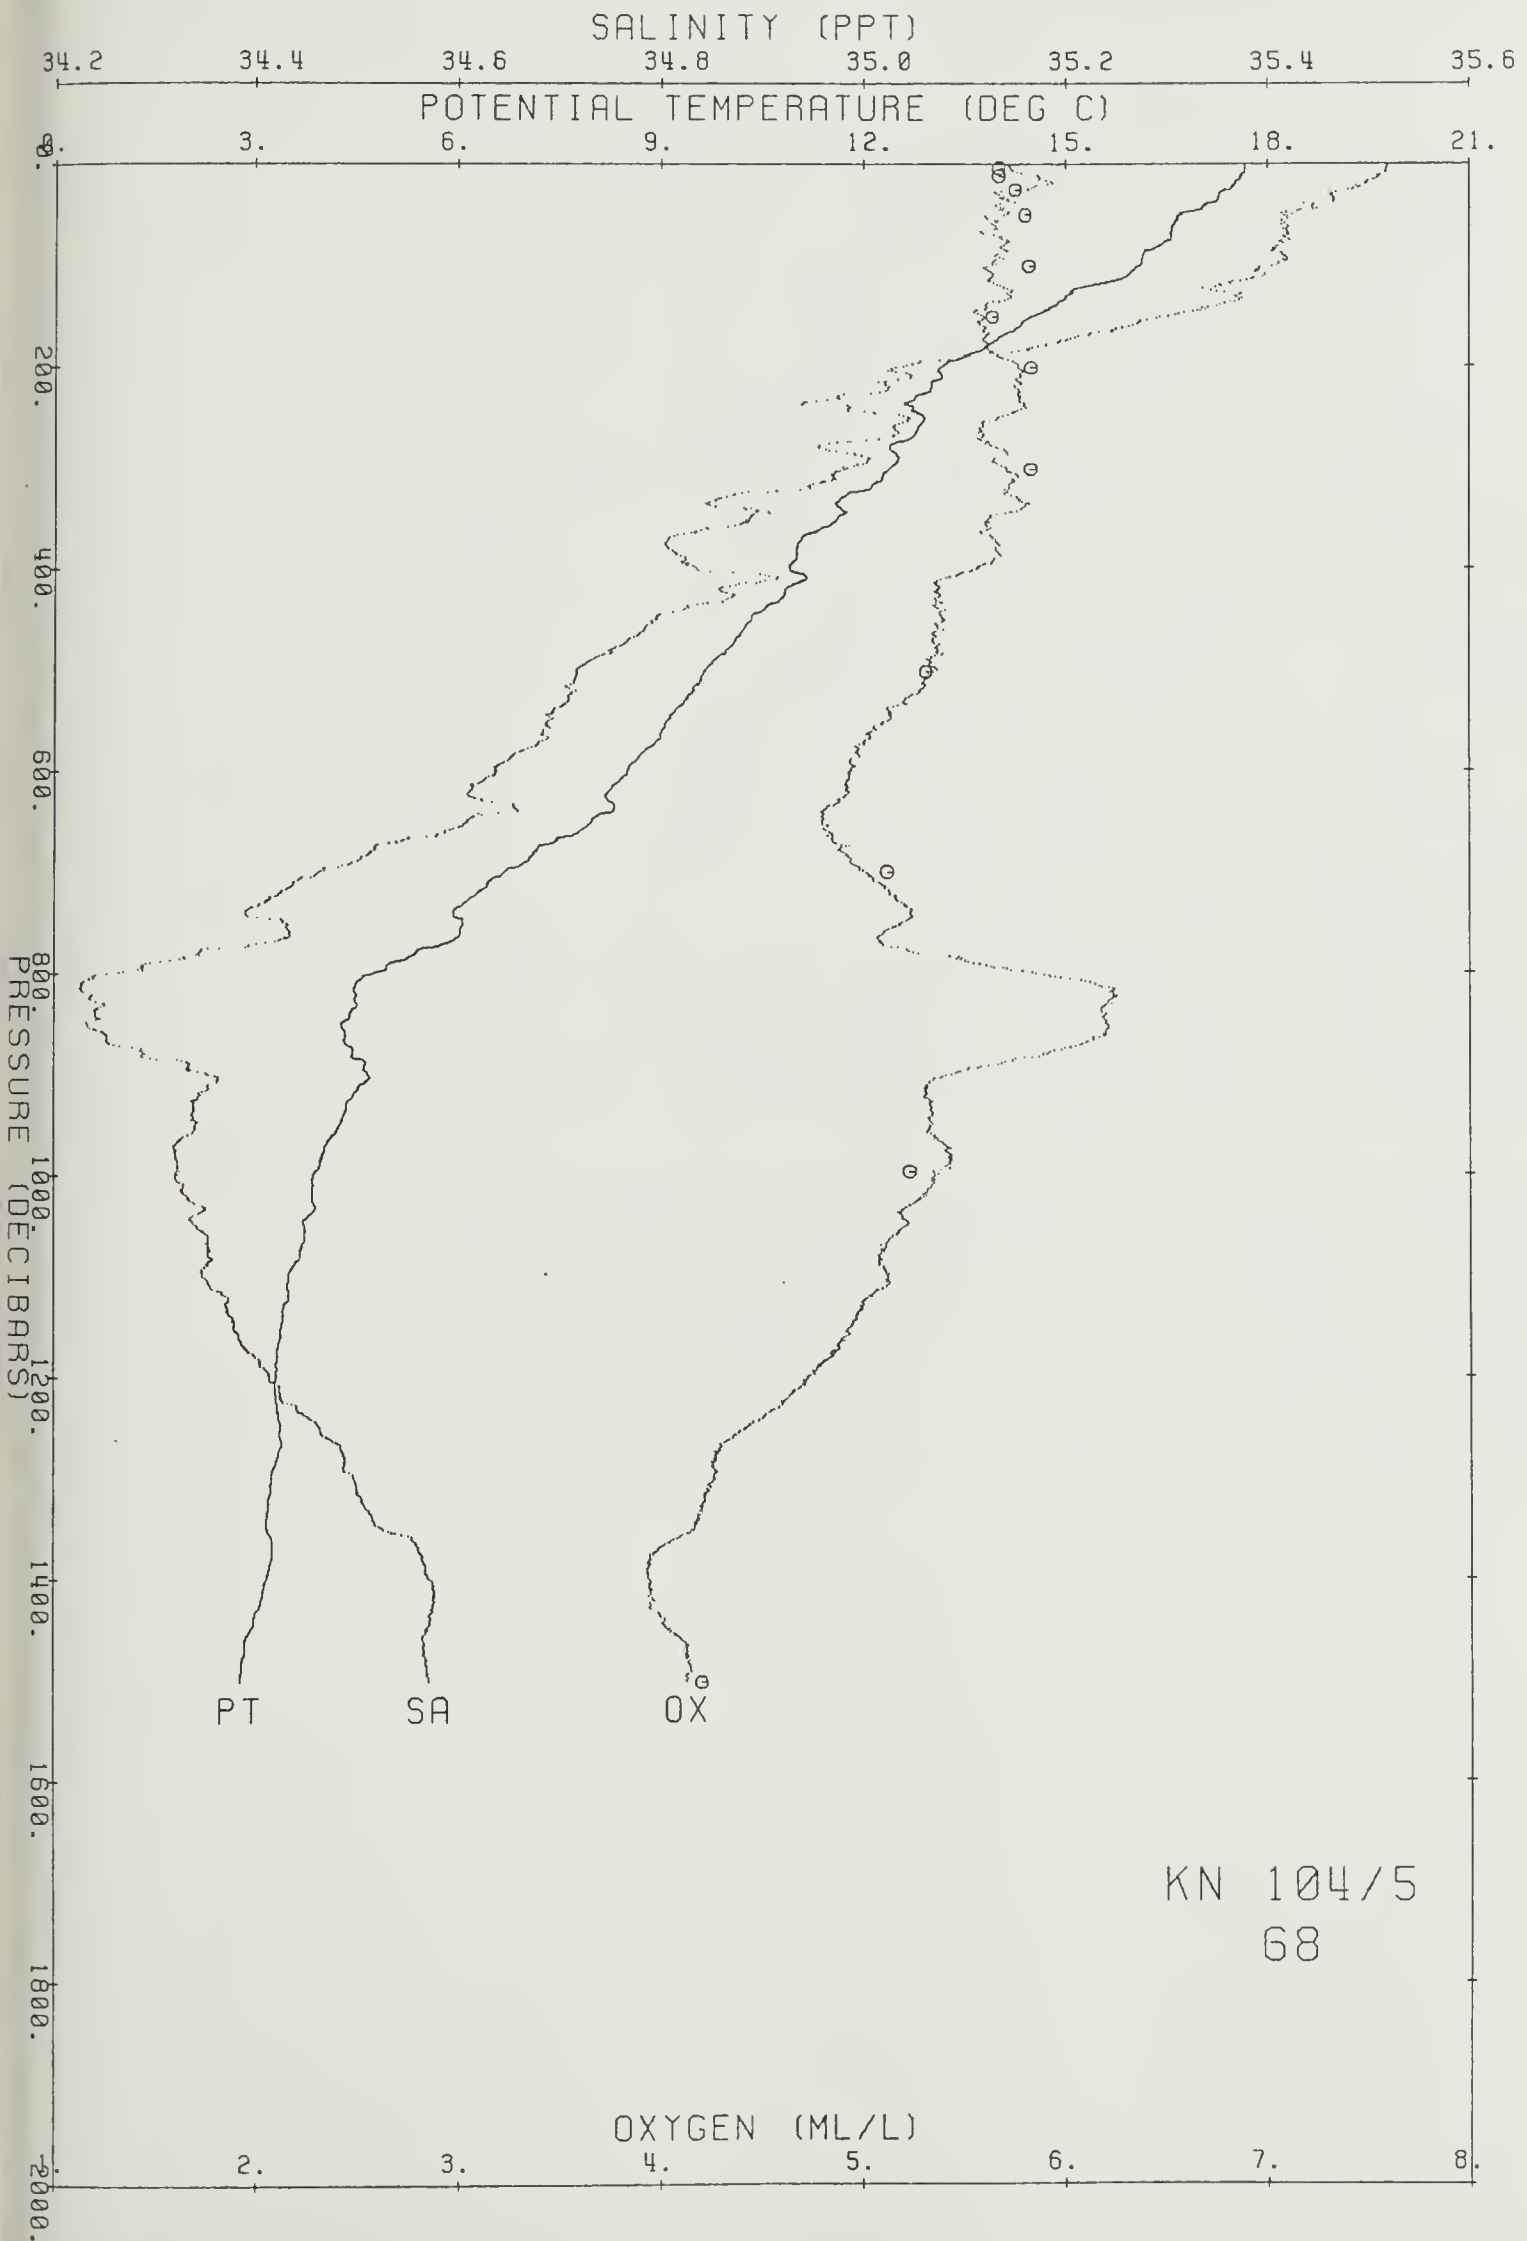 SALINITY (PPT)
34.2 34.4 34.6 34.8 35.0 35.2 35.4 35.6
POTENTIAL TEMPERATURE (DEG C)
0. 3. 6. 9. 12. 15. 18. 21.
0.
200.
400.
600.
800.
1000.
1200.
1400.
1600.
1800.
2000.
PRESSURE (DECIBARS)
PT SA OX
KN 104/5
68
OXYGEN (ML/L)
1. 2. 3. 4. 5. 6. 7. 8.